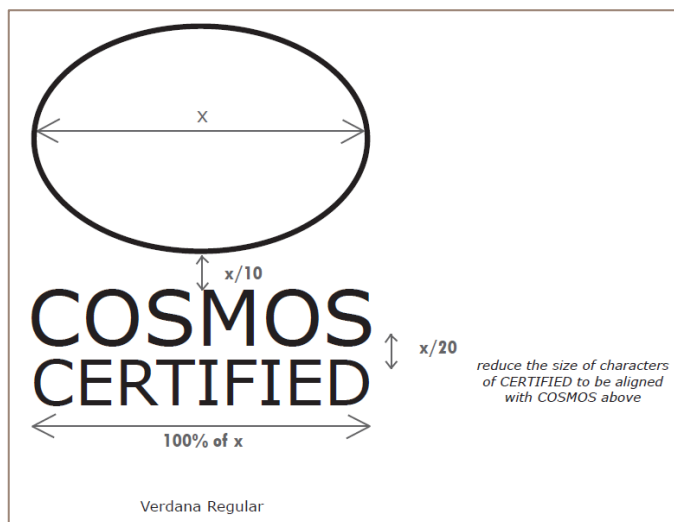 X
x/10
COSMOS
x/20
CERTIFIED
reduce the size of characters
of CERTIFIED to be aligned
with COSMOS above
100% of x
Verdana Regular